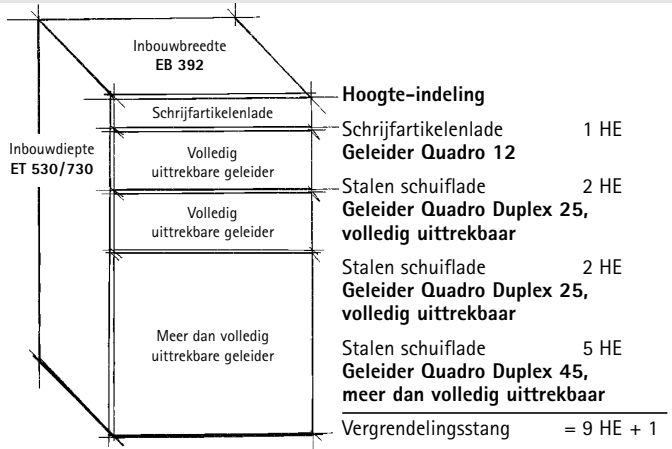 Inbouwbreedte
EB 392
Inbouwdiepte
ET 530/730
Schrijfartikelenlade
Volledig
uittrekbare geleider
Volledig
uittrekbare geleider
Meer dan volledig
uittrekbare geleider
Hoogte-indeling
Schrijfartikelenlade 1 HE
Geleider Quadro 12
Stalen schuiflade 2 HE
Geleider Quadro Duplex 25,
volledig uittrekbaar
Stalen schuiflade 2 HE
Geleider Quadro Duplex 25,
volledig uittrekbaar
Stalen schuiflade 5 HE
Geleider Quadro Duplex 45,
meer dan volledig uittrekbaar
Vergrendelingsstang = 9 HE + 1